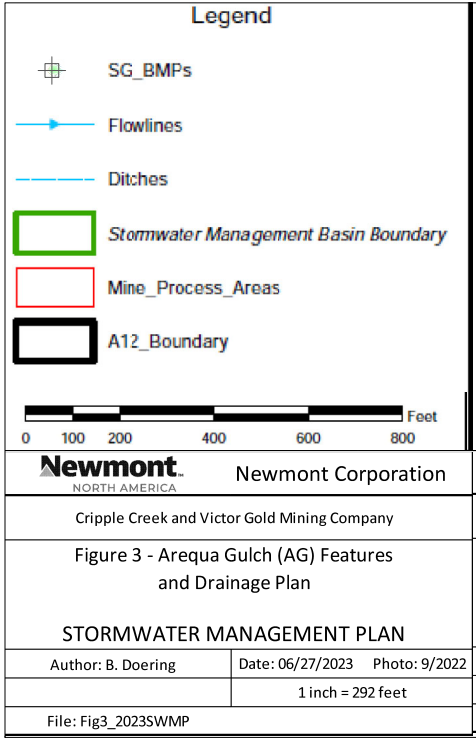 Legend
SG_BMPs
Flowlines
Ditches
Stormwater Management Basin Boundary
Mine_Process_Areas
A12_Boundary
Feet
0 100 200 400 600 800
Newmont™
NORTH AMERICA
Newmont Corporation
Cripple Creek and Victor Gold Mining Company
Figure 3 - Arequa Gulch (AG) Features
and Drainage Plan
STORMWATER MANAGEMENT PLAN
Author: B. Doering
Date: 06/27/2023 Photo: 9/2022
1 inch = 292 feet
File: Fig3_2023SWMP